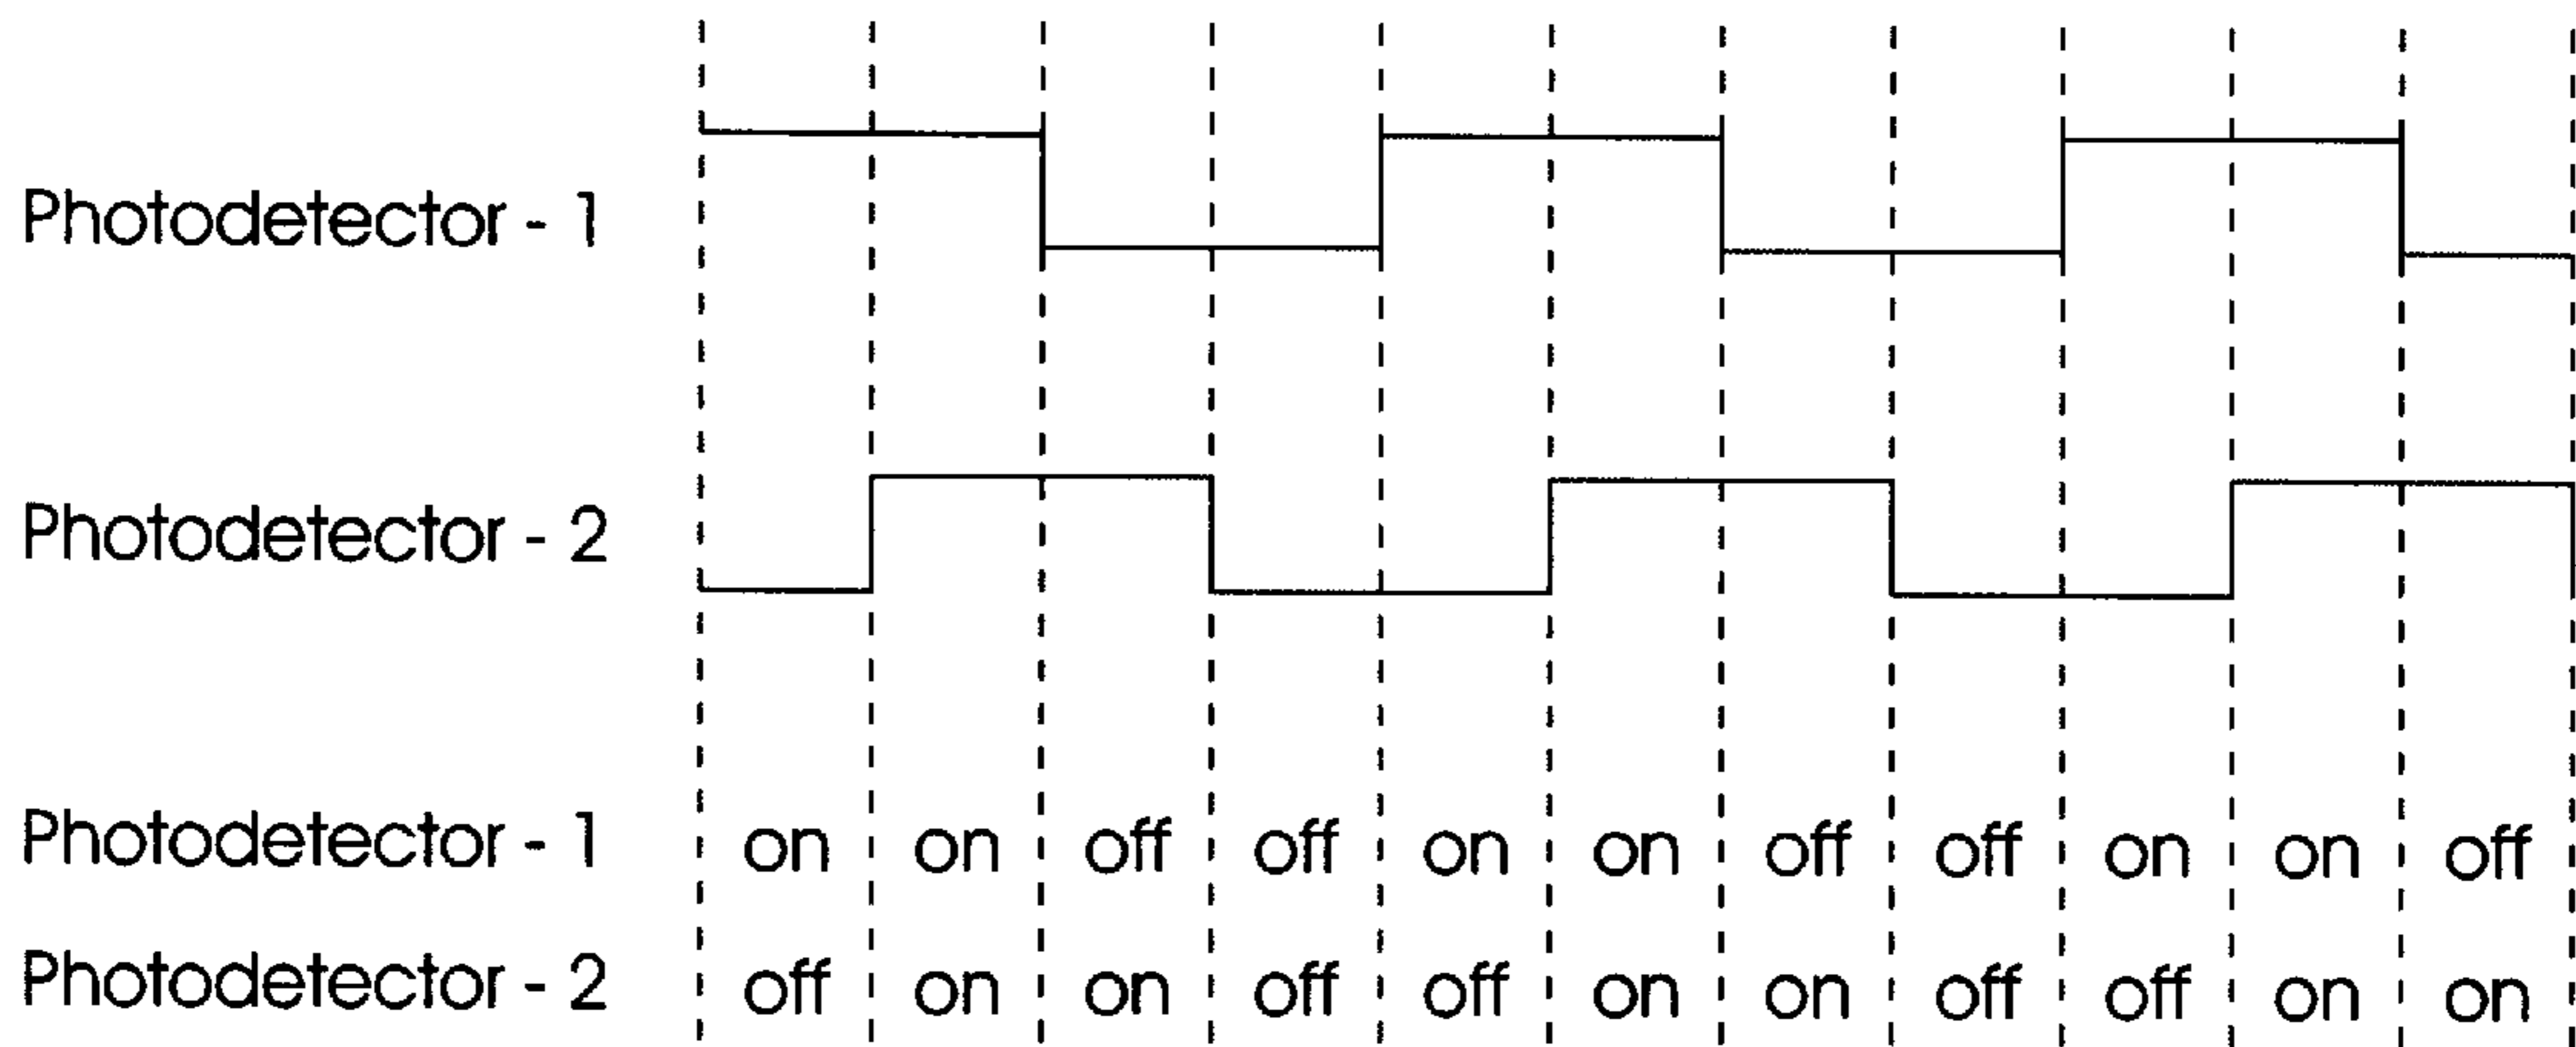 Photodetector - 1
Photodetector - 2
Photodetector - 1 on on off off on on off off on on off
Photodetector - 2 off on on off off on on off off on on